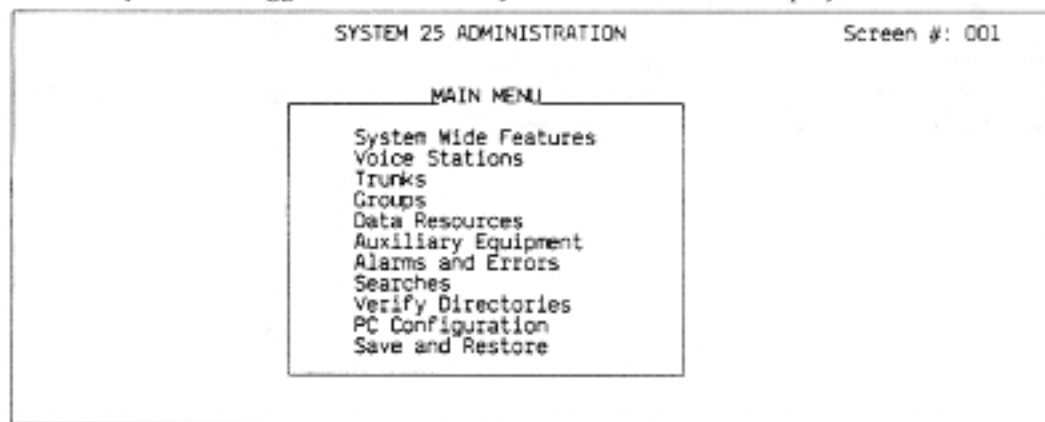 SYSTEM 25 ADMINISTRATION Screen #: 001
MAIN MENU
System Wide Features
Voice Stations
Trunks
Groups
Data Resources
Auxiliary Equipment
Alarms and Errors
Searches
Verify Directories
PC Configuration
Save and Restore